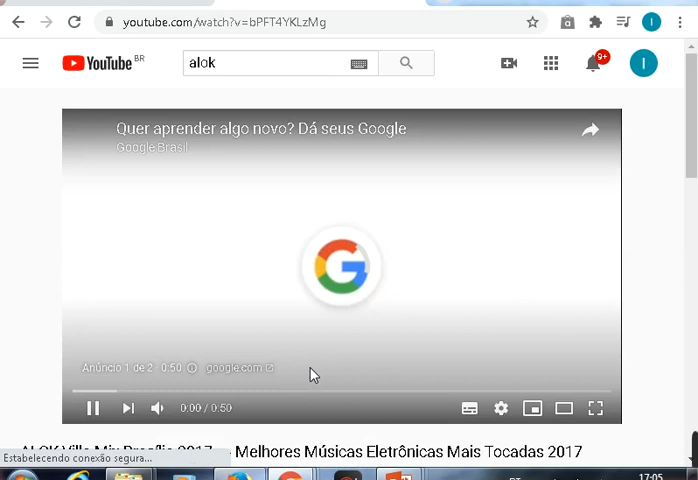 youtube.com/watch?v=bPFT4YKLzMg
YouTube BR
alok
9+
I
Quer aprender algo novo? Dá seus Google
Google Brasil
Anúncio 1 de 2 · 0:50 google.com
0:00 / 0:50
Melhores Músicas Eletrônicas Mais Tocadas 2017
Estabelecendo conexão segura...
17:05